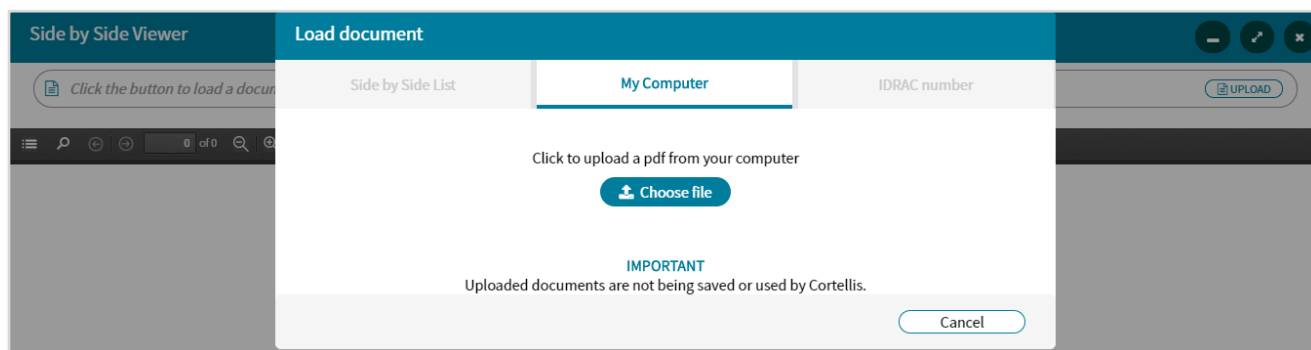 Side by Side Viewer
Load document
Click the button to load a docum
UPLOAD
Side by Side List
My Computer
IDRAC number
0 of 0
Click to upload a pdf from your computer
Choose file
IMPORTANT
Uploaded documents are not being saved or used by Cortellis.
Cancel